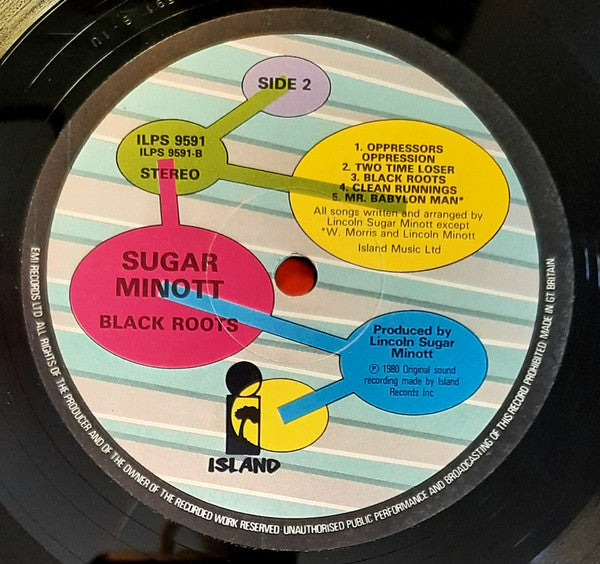 SIDE 2
ILPS 9591
ILPS 9591-B
STEREO
1. OPPRESSORS
OPPRESSION
2. TWO TIME LOSER
3. BLACK ROOTS
4. CLEAN RUNNINGS
5. MR. BABYLON MAN*
All songs written and arranged by
Lincoln Sugar Minott except
*W. Morris and Lincoln Minott
Island Music Ltd
SUGAR
MINOTT
BLACK ROOTS
Produced by
Lincoln Sugar
Minott
℗ 1980 Original sound
recording made by Island
Records Inc
ISLAND
EMI RECORDS LTD ALL RIGHTS OF THE PRODUCER AND OF THE OWNER OF THE RECORDED WORK RESERVED · UNAUTHORISED PUBLIC PERFORMANCE AND BROADCASTING OF THIS RECORD PROHIBITED. MADE IN GT. BRITAIN